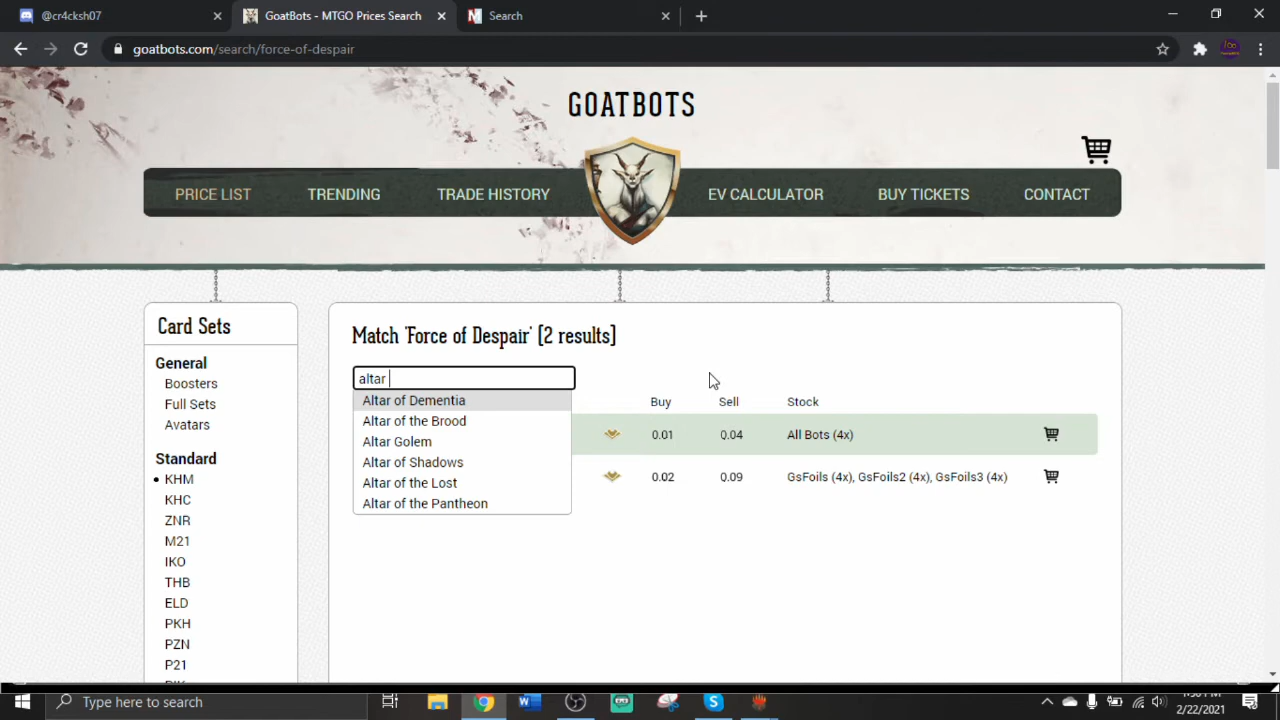 @cr4cksh07
GoatBots - MTGO Prices Search
Search
goatbots.com/search/force-of-despair
GOATBOTS
PRICE LIST TRENDING TRADE HISTORY EV CALCULATOR BUY TICKETS CONTACT
Card Sets
General
Boosters
Full Sets
Avatars
Standard
KHM
KHC
ZNR
M21
IKO
THB
ELD
PKH
PZN
P21
Match 'Force of Despair' [2 results]
altar
Altar of Dementia
Altar of the Brood
Altar Golem
Altar of Shadows
Altar of the Lost
Altar of the Pantheon
Buy Sell Stock
0.01 0.04 All Bots (4x)
0.02 0.09 GsFoils (4x), GsFoils2 (4x), GsFoils3 (4x)
Type here to search
2/22/2021